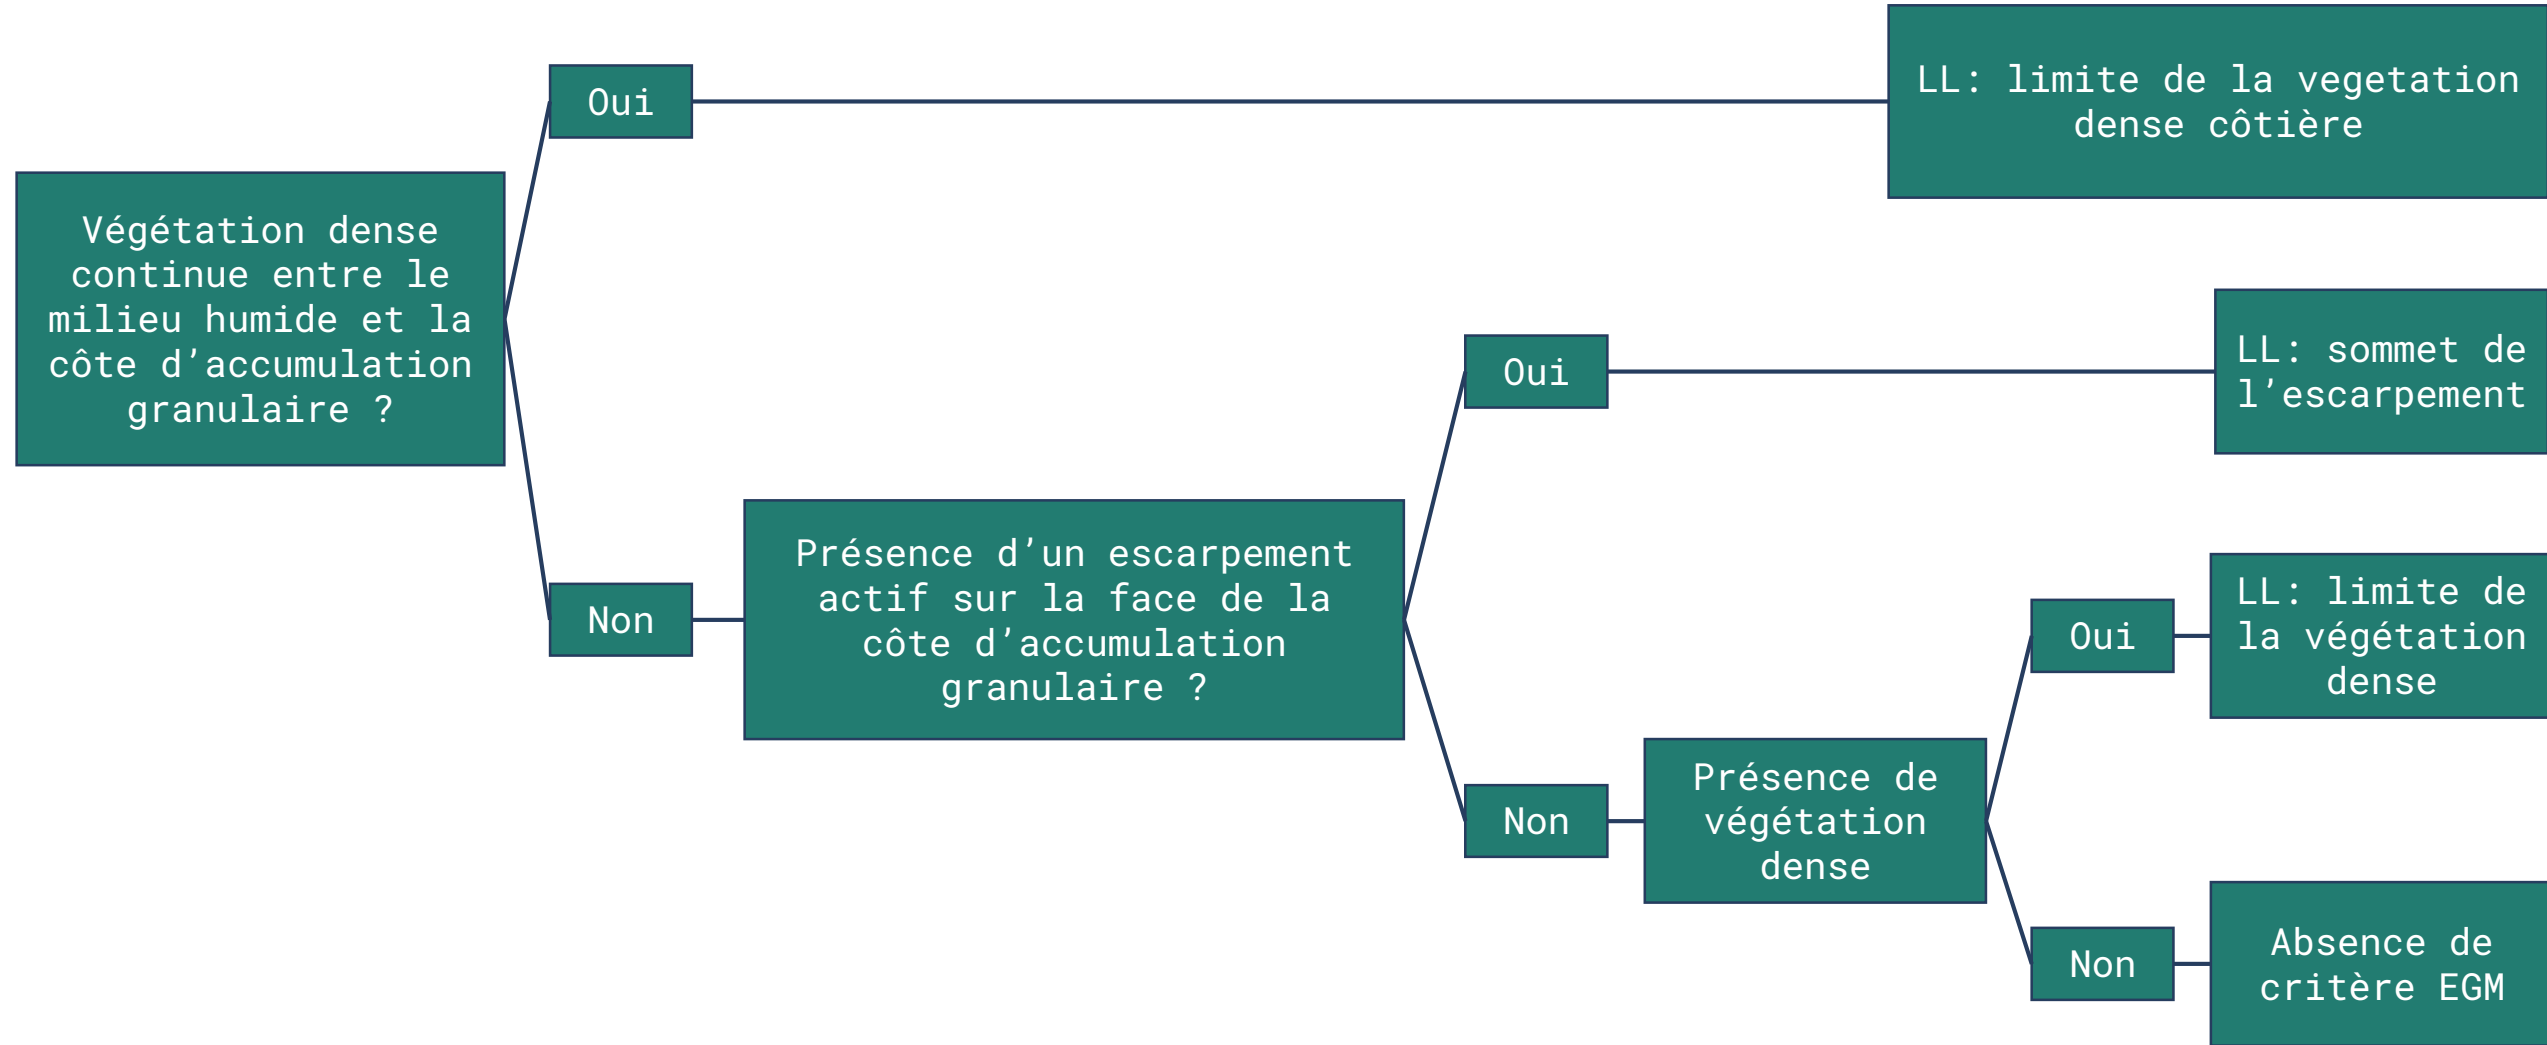 Végétation dense
continue entre le
milieu humide et la
côte d’accumulation
granulaire ?
Oui
LL: limite de la vegetation
dense côtière
Non
Présence d’un escarpement
actif sur la face de la
côte d’accumulation
granulaire ?
Oui
LL: sommet de
l’escarpement
Non
Présence de
végétation
dense
Oui
LL: limite de
la végétation
dense
Non
Absence de
critère EGM